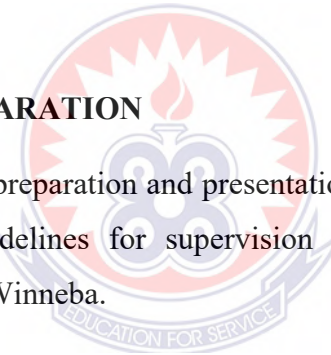 ARATION
preparation and presentatio
delines for supervision
Winneba.
EDUCATION FOR SERVICE